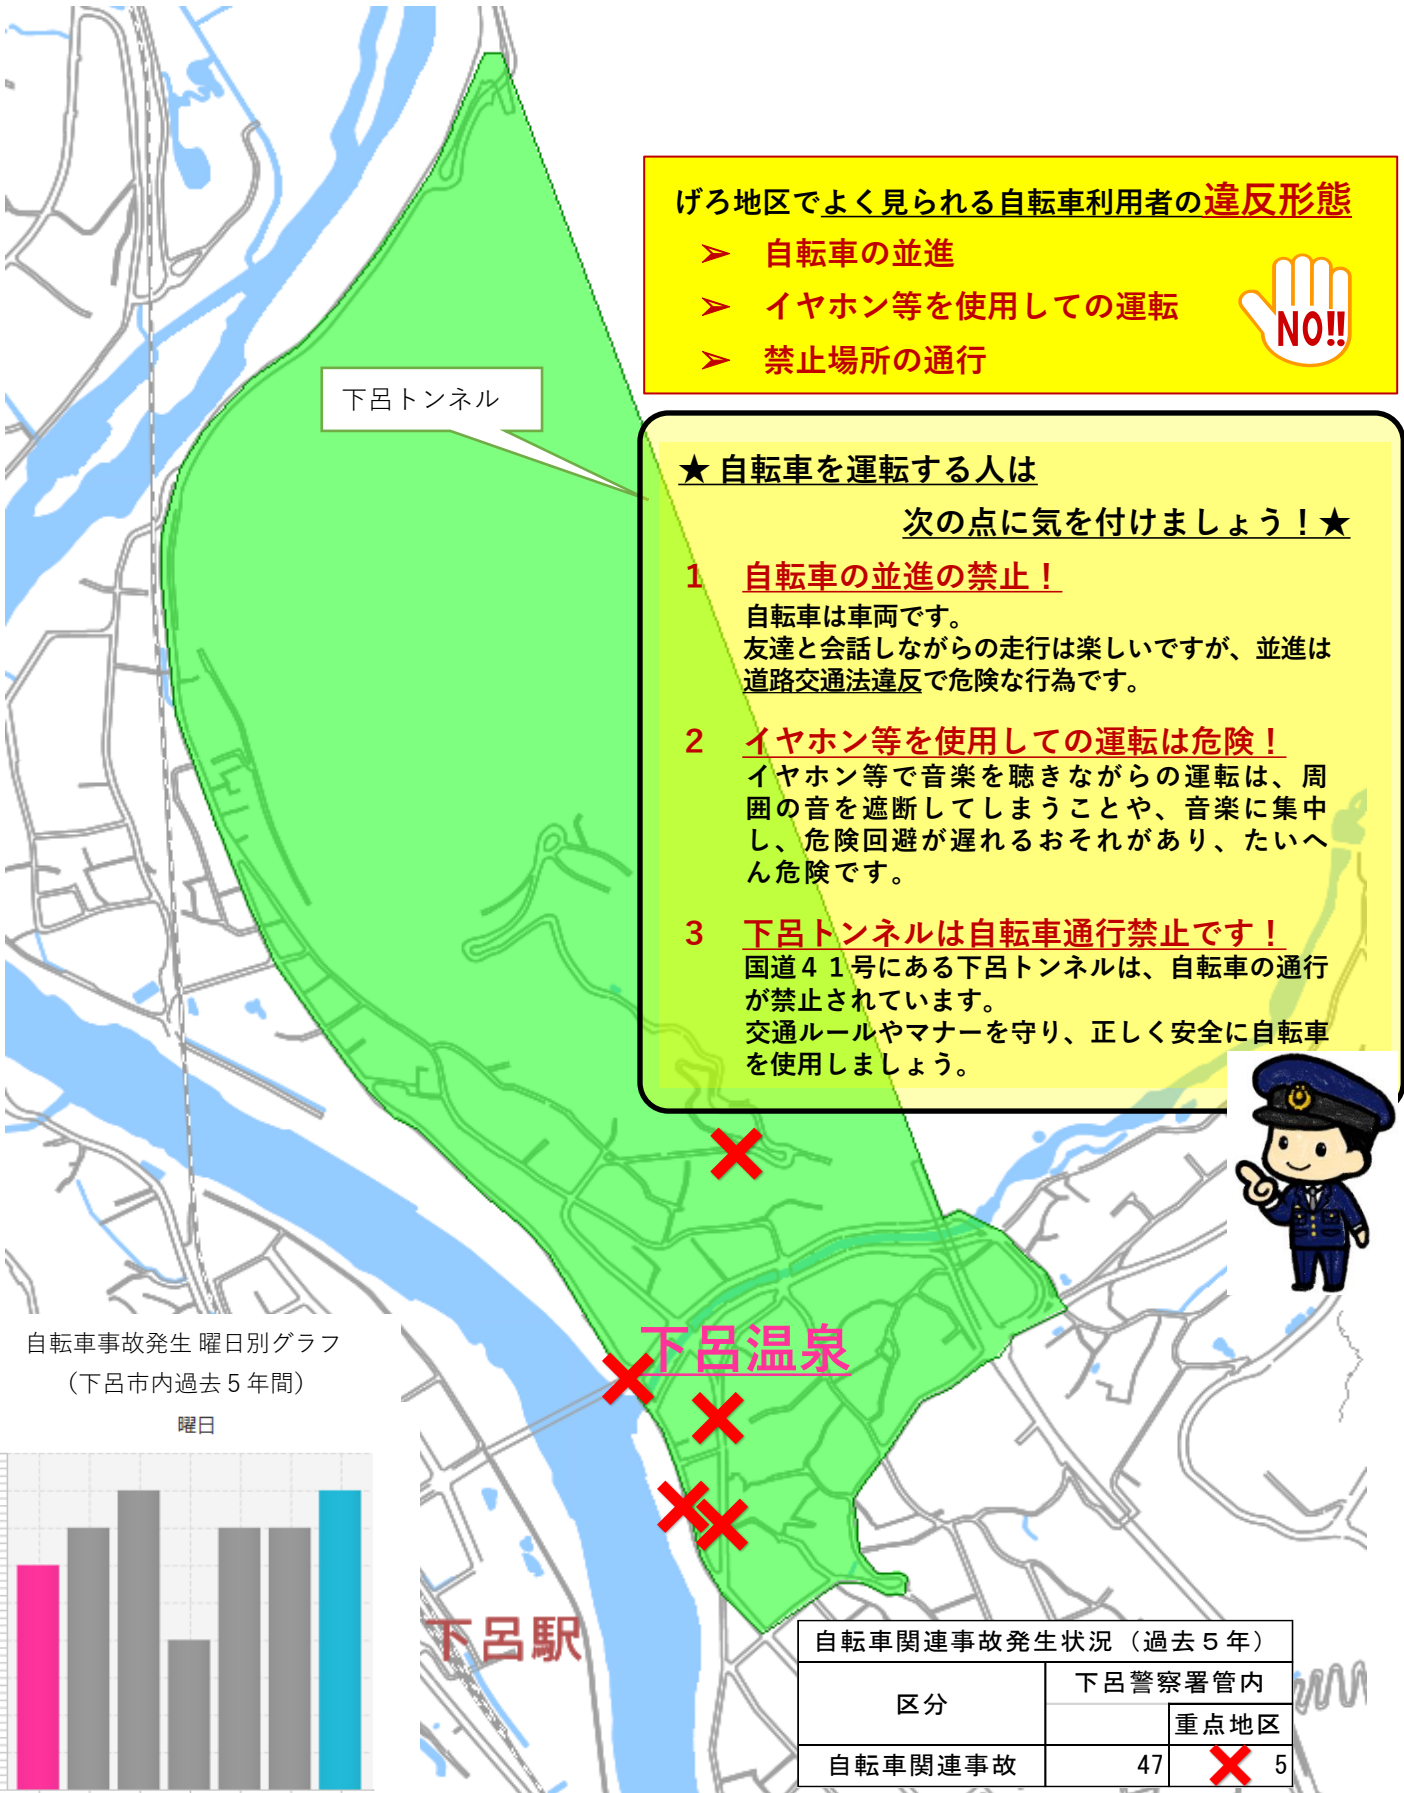 げろ地区でよく見られる自転車利用者の違反形態
➢ 自転車の並進
➢ イヤホン等を使用しての運転
➢ 禁止場所の通行
NO!!
下呂トンネル
★自転車を運転する人は
次の点に気を付けましょう！★
1 自転車の並進の禁止！
自転車は車両です。
友達と会話しながらの走行は楽しいですが、並進は
道路交通法違反で危険な行為です。
2 イヤホン等を使用しての運転は危険！
イヤホン等で音楽を聴きながらの運転は、周
囲の音を遮断してしまうことや、音楽に集中
し、危険回避が遅れるおそれがあり、たいへ
ん危険です。
3 下呂トンネルは自転車通行禁止です！
国道４１号にある下呂トンネルは、自転車の通行
が禁止されています。
交通ルールやマナーを守り、正しく安全に自転車
を使用しましょう。
下呂温泉
自転車事故発生 曜日別グラフ
（下呂市内過去５年間）
曜日
下呂駅
自転車関連事故発生状況（過去５年）
区分 下呂警察署管内
重点地区
自転車関連事故 47 5